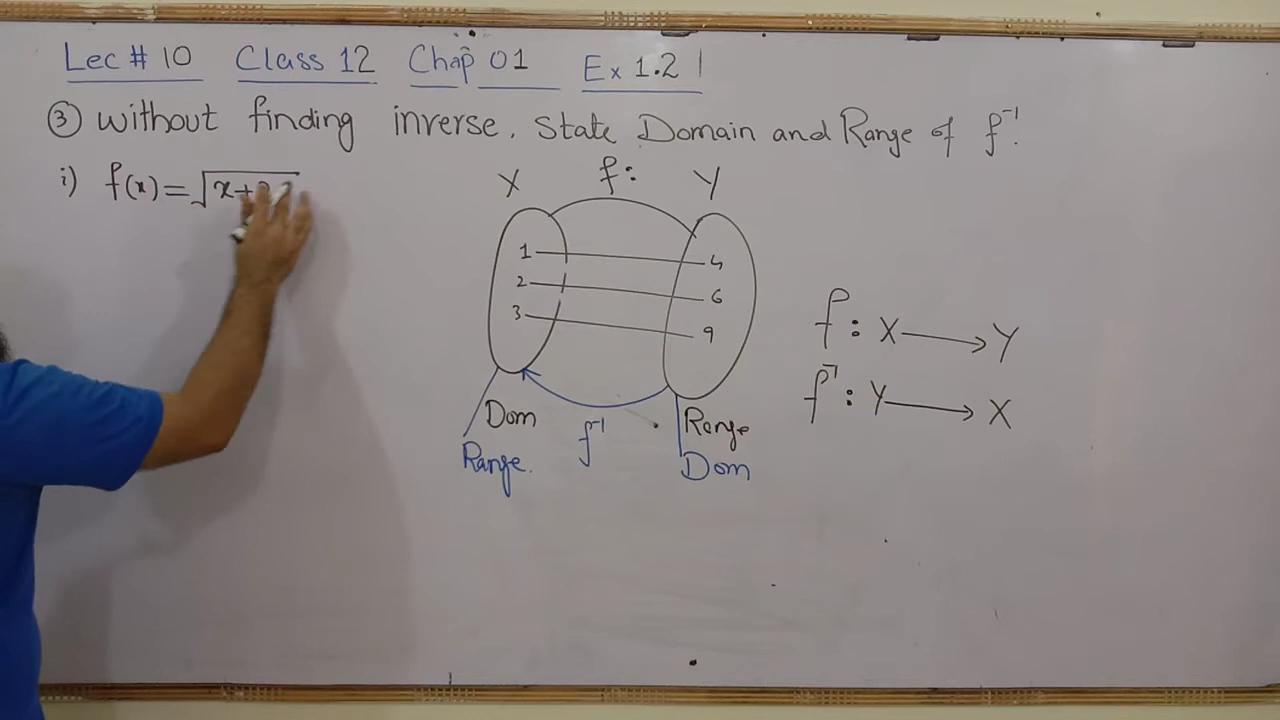 Lec # 10 Class 12 Chap 01 Ex 1.2
③ without finding inverse. State Domain and Range of f⁻¹.
i) f(x) = √x+
X f: Y
1 4
2 6
3 9
f : X → Y
f⁻¹ : Y → X
Dom f⁻¹ Range
Range. Dom